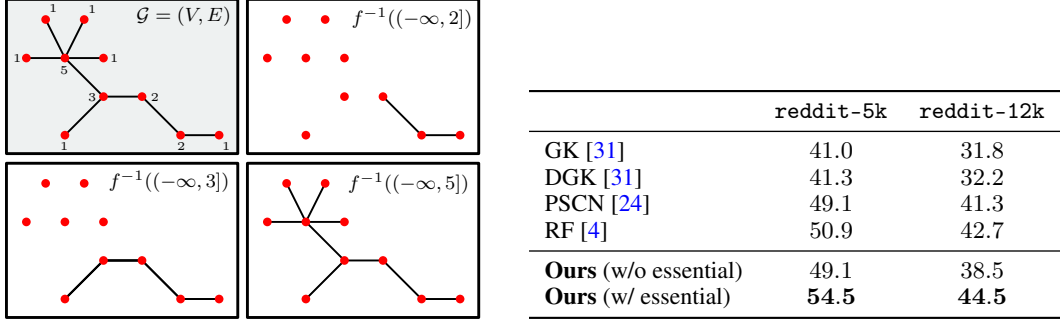 𝒢 = (V, E)
1 1
1 1
5
3 2
1 2 1
f⁻¹((−∞, 2])
f⁻¹((−∞, 3])
f⁻¹((−∞, 5])
reddit-5k reddit-12k
GK [31] 41.0 31.8
DGK [31] 41.3 32.2
PSCN [24] 49.1 41.3
RF [4] 50.9 42.7
Ours (w/o essential) 49.1 38.5
Ours (w/ essential) 54.5 44.5